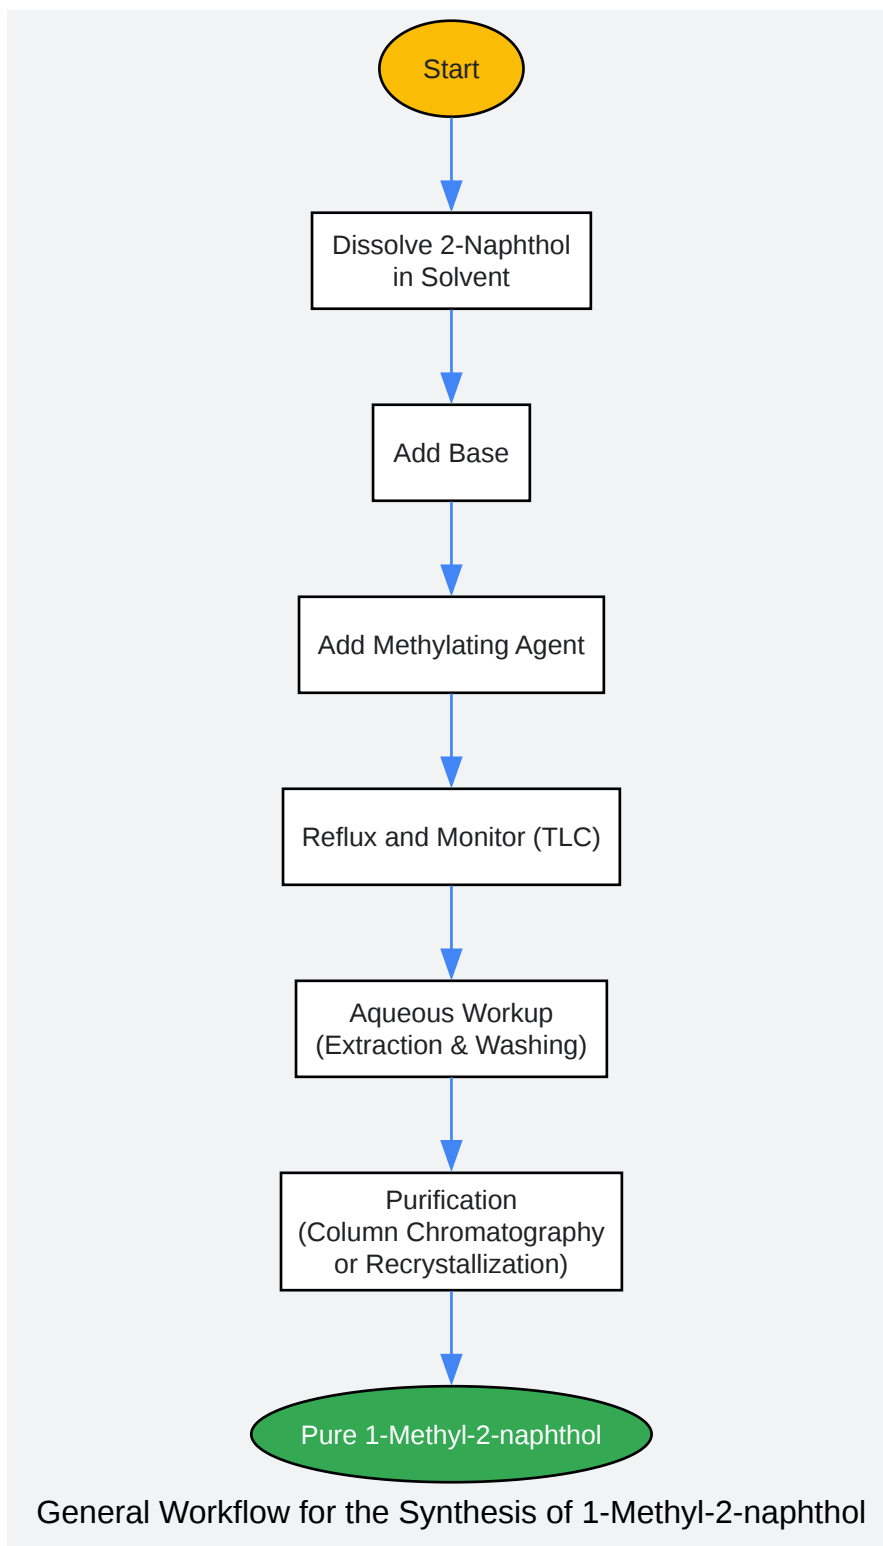 Start
Dissolve 2-Naphthol
in Solvent
Add Base
Add Methylating Agent
Reflux and Monitor (TLC)
Aqueous Workup
(Extraction & Washing)
Purification
(Column Chromatography
or Recrystallization)
Pure 1-Methyl-2-naphthol
General Workflow for the Synthesis of 1-Methyl-2-naphthol